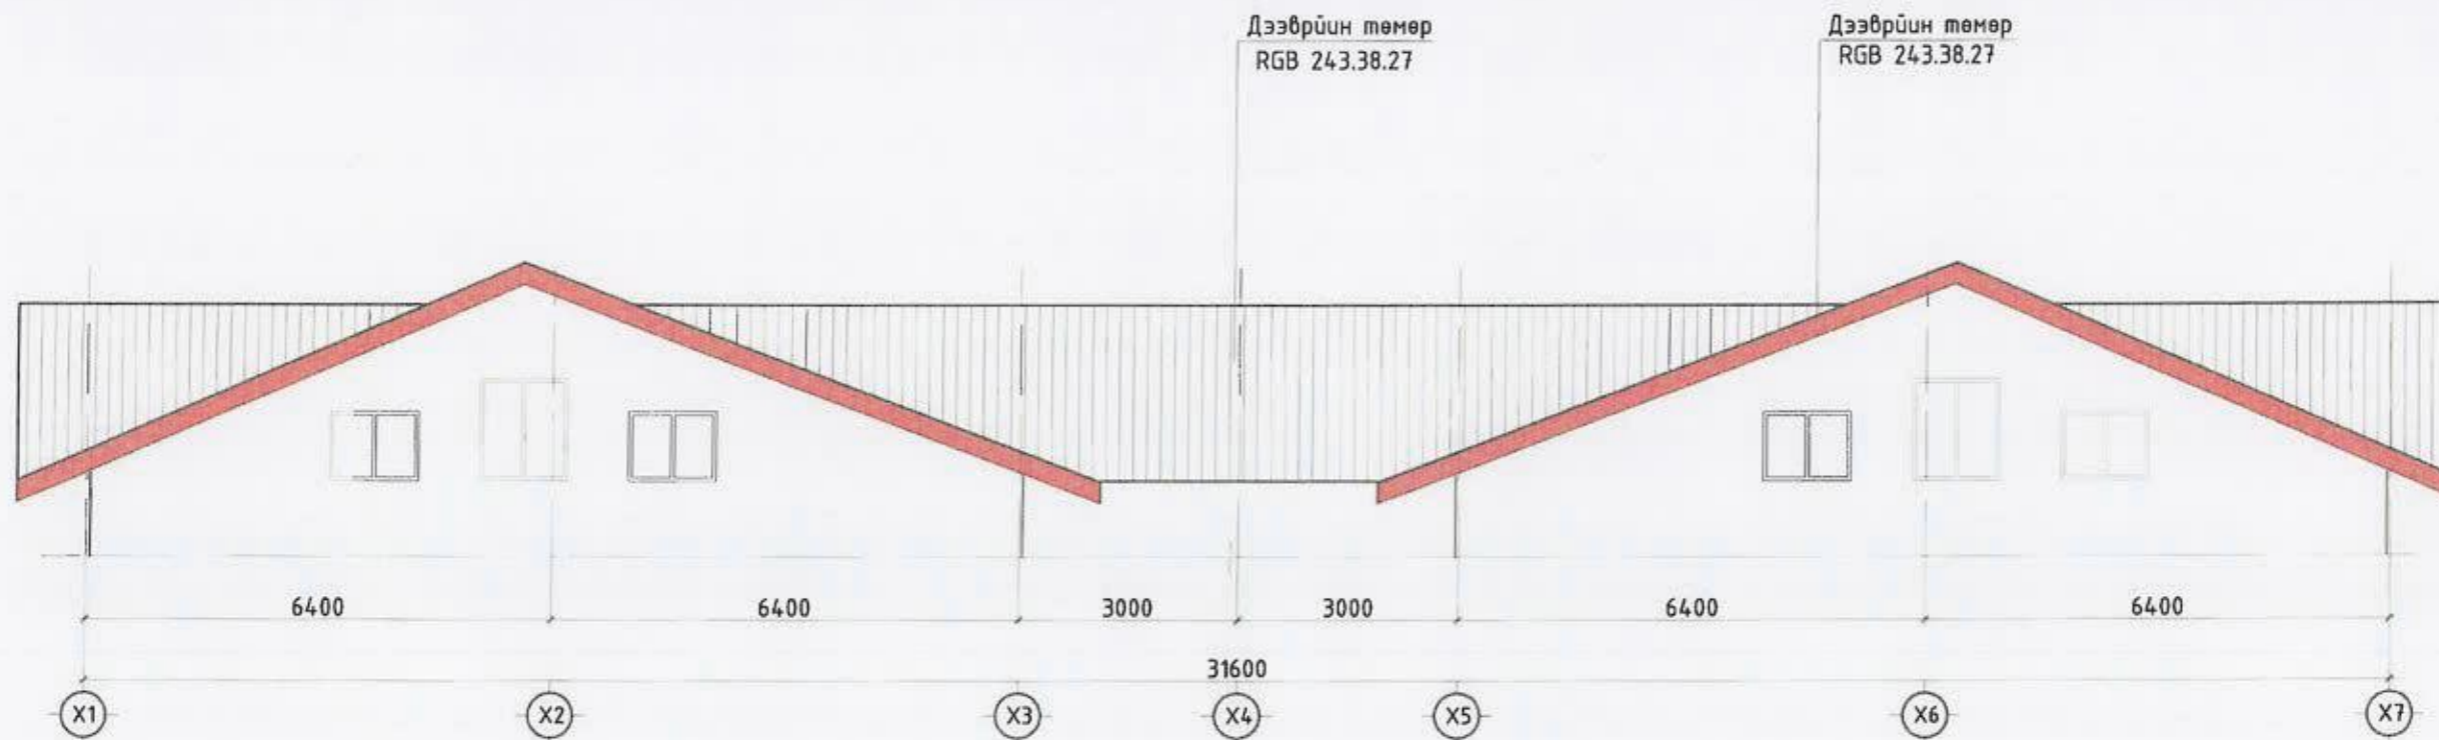 Дээврийн төмөр
RGB 243.38.27
Дээврийн төмөр
RGB 243.38.27
6400
6400
3000
3000
6400
6400
31600
X1
X2
X3
X4
X5
X6
X7